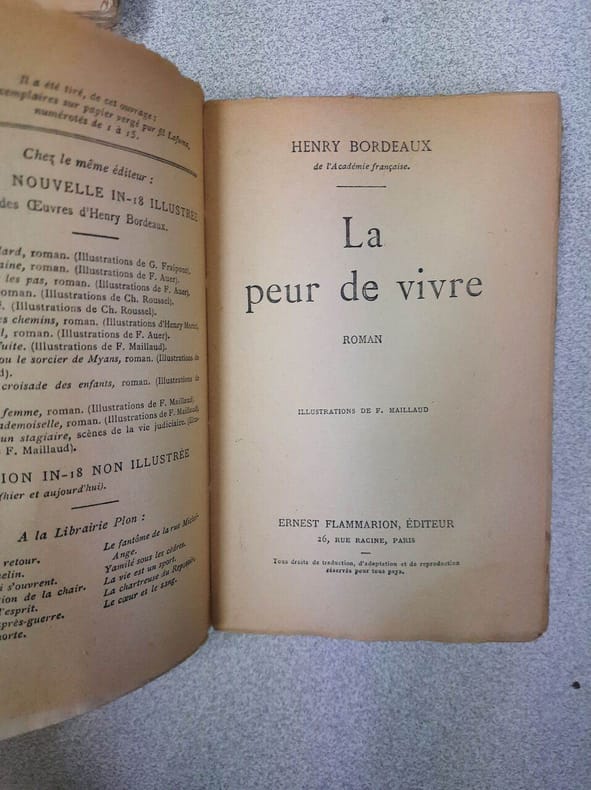 Il a été tiré, de cet ouvrage :
exemplaires sur papier vergé pur fil Lafuma,
numérotés de 1 à 15.
Chez le même éditeur :
NOUVELLE IN-18 ILLUSTRÉE
des Œuvres d'Henry Bordeaux.
roman. (Illustrations de G. Fraipont).
roman. (Illustrations de F. Auer).
les pas, roman. (Illustrations de F. Auer).
roman. (Illustrations de Ch. Roussel).
(Illustrations de Ch. Roussel).
chemins, roman. (Illustrations d'Henry
roman. (Illustrations de F. Auer).
(Illustrations de F. Maillaud).
ou le sorcier de Myans, roman. (Illustrations de
croisade des enfants, roman. (Illustrations de
femme, roman. (Illustrations de F. Maillaud).
roman. (Illustrations de F. Maillaud).
un stagiaire, scènes de la vie judiciaire.
F. Maillaud).
IN-18 NON ILLUSTRÉE
(hier et aujourd'hui).
A la Librairie Plon :
retour.
s'ouvrent.
de la chair.
l'esprit.
Le fantôme de la rue Michel-
Ange.
Yamilé sous les cèdres.
La vie est un sport.
La chartreuse du Reposoir.
Le cœur et le sang.
HENRY BORDEAUX
de l'Académie française.
La
peur de vivre
ROMAN
ILLUSTRATIONS DE F. MAILLAUD
ERNEST FLAMMARION, ÉDITEUR
26, RUE RACINE, PARIS
Tous droits de traduction, d'adaptation et de reproduction
réservés pour tous pays.